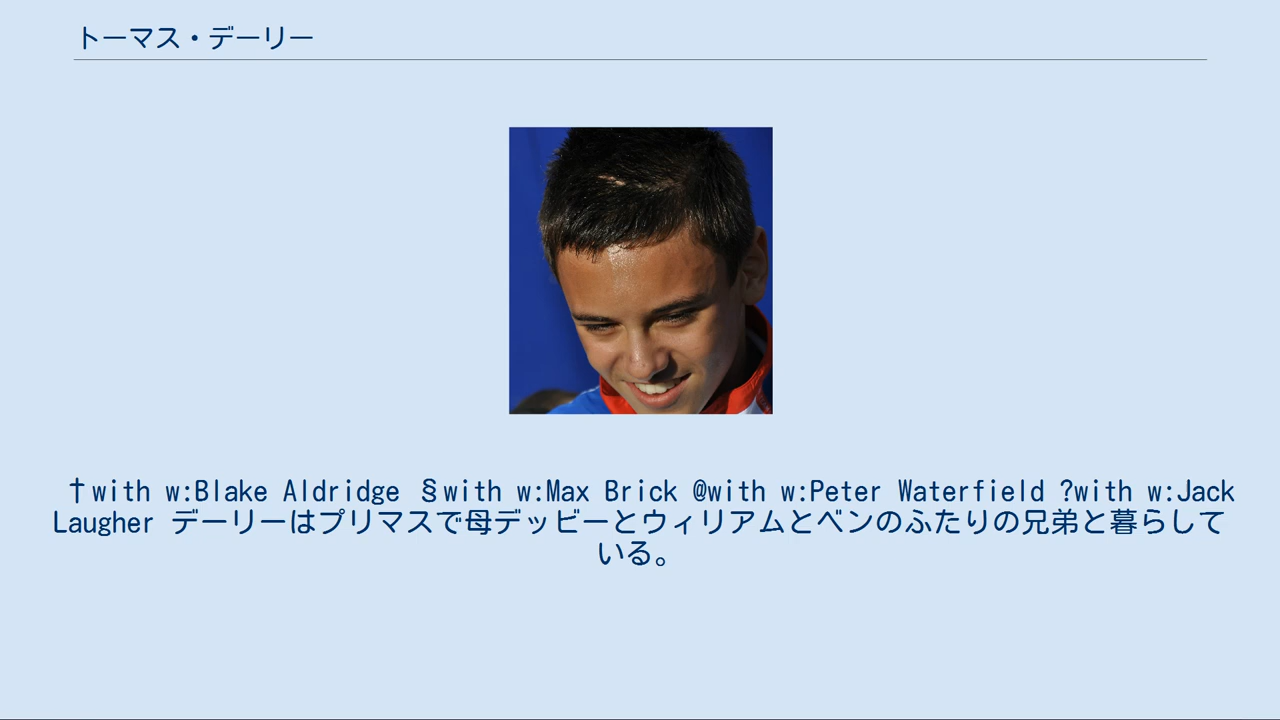 トーマス・デーリー
†with w:Blake Aldridge §with w:Max Brick @with w:Peter Waterfield ?with w:Jack
Laugher デーリーはプリマスで母デッビーとウィリアムとベンのふたりの兄弟と暮らして
いる。